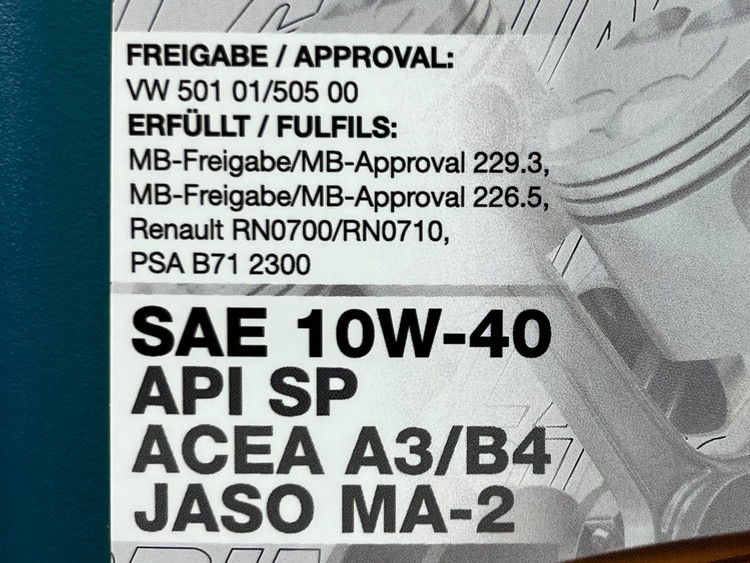 FREIGABE / APPROVAL:
VW 501 01/505 00
ERFÜLLT / FULFILS:
MB-Freigabe/MB-Approval 229.3,
MB-Freigabe/MB-Approval 226.5,
Renault RN0700/RN0710,
PSA B71 2300
SAE 10W-40
API SP
ACEA A3/B4
JASO MA-2